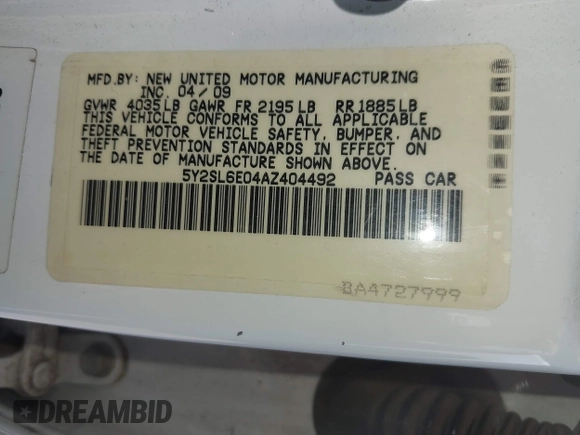 MFD.BY: NEW UNITED MOTOR MANUFACTURING
INC. 04/09
GVWR 4035LB GAWR FR 2195LB RR 1885LB
THIS VEHICLE CONFORMS TO ALL APPLICABLE
FEDERAL MOTOR VEHICLE SAFETY, BUMPER, AND
THEFT PREVENTION STANDARDS IN EFFECT ON
THE DATE OF MANUFACTURE SHOWN ABOVE.
5Y2SL6E04AZ404492 PASS CAR
BA4727999
DREAMBID